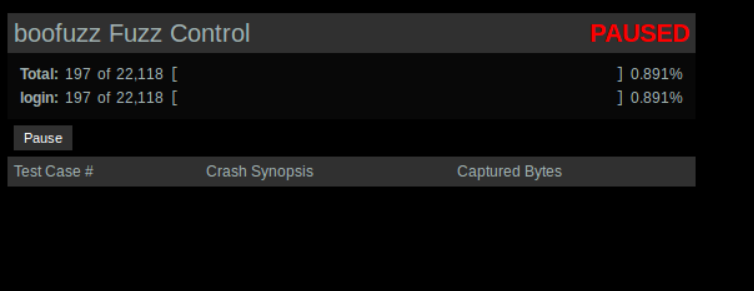 boofuzz Fuzz Control PAUSED
Total: 197 of 22,118 [ ] 0.891%
login: 197 of 22,118 [ ] 0.891%
Pause
Test Case # Crash Synopsis Captured Bytes